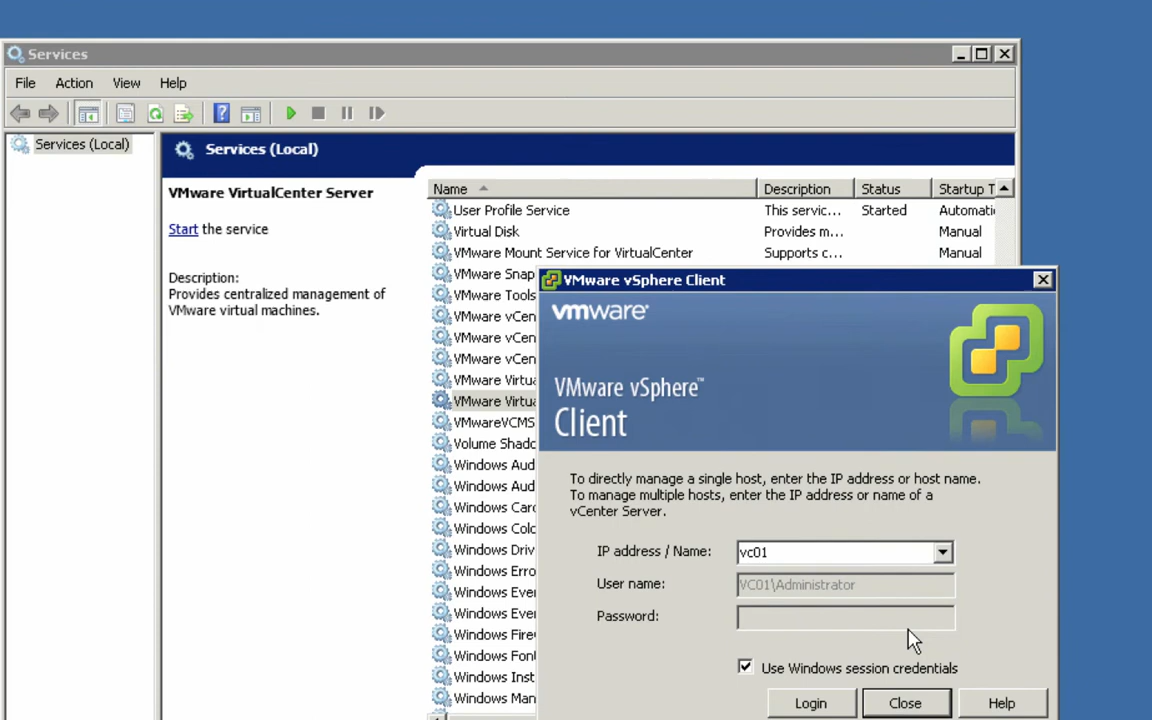 Services
File Action View Help
Services (Local)
Services (Local)
VMware VirtualCenter Server
Start the service
Description:
Provides centralized management of
VMware virtual machines.
Name Description Status Startup T
User Profile Service This servic... Started Automati
Virtual Disk Provides m... Manual
VMware Mount Service for VirtualCenter Supports c... Manual
VMware Snap
VMware Tools
VMware vCen
VMware vCen
VMware vCen
VMware Virtua
VMware Virtua
VMwareVCMS
Volume Shado
Windows Aud
Windows Aud
Windows Card
Windows Colo
Windows Driv
Windows Erro
Windows Ever
Windows Ever
Windows Firew
Windows Font
Windows Inst
Windows Man
VMware vSphere Client
vmware
VMware vSphere™
Client
To directly manage a single host, enter the IP address or host name.
To manage multiple hosts, enter the IP address or name of a
vCenter Server.
IP address / Name: vc01
User name: VC01\Administrator
Password:
Use Windows session credentials
Login Close Help